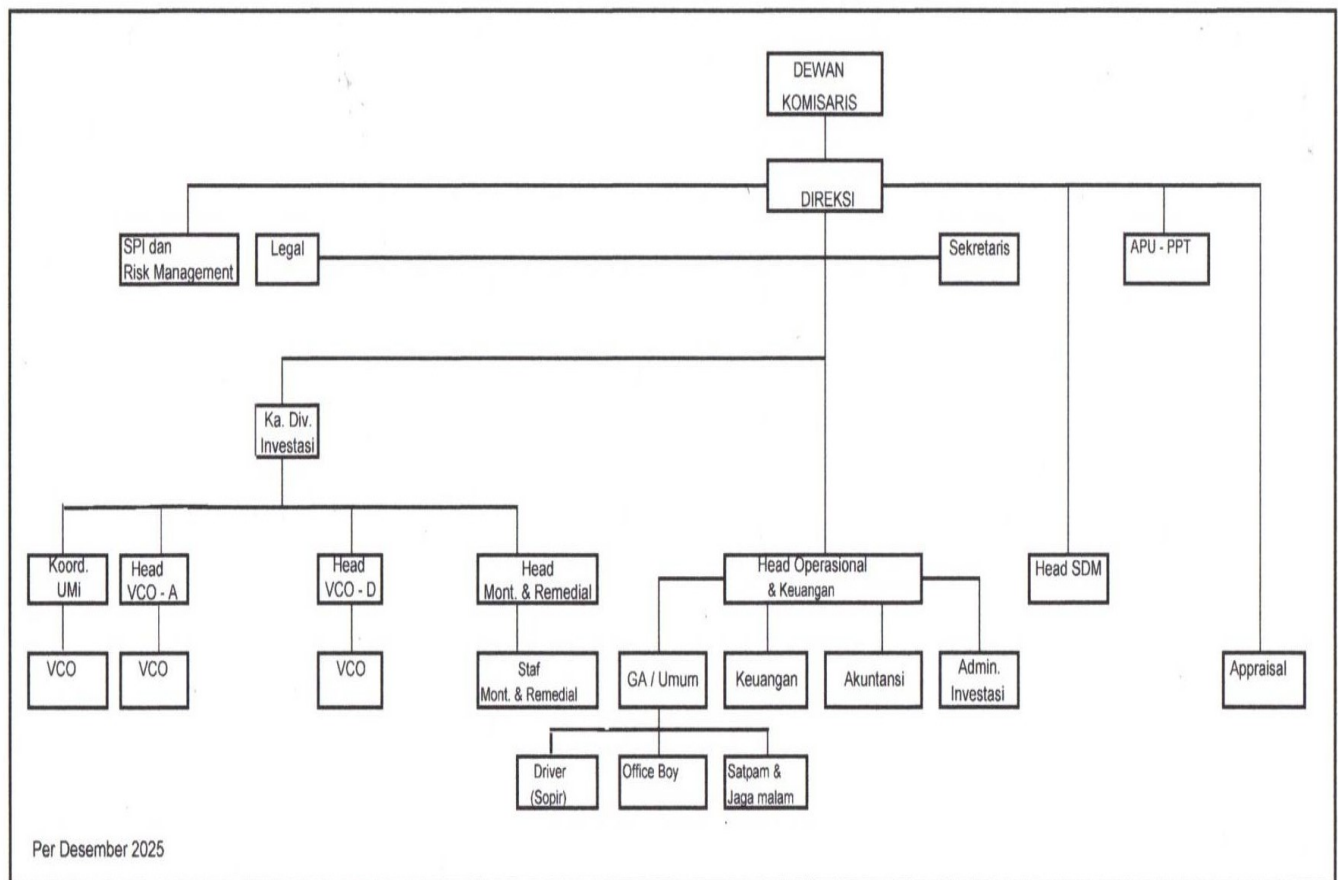 DEWAN
KOMISARIS
DIREKSI
SPI dan
Risk Management
Legal
Sekretaris
APU - PPT
Ka. Div.
Investasi
Koord.
UMi
Head
VCO - A
Head
VCO - D
Head
Mont. & Remedial
Head Operasional
& Keuangan
Head SDM
VCO
VCO
VCO
Staf
Mont. & Remedial
GA / Umum
Keuangan
Akuntansi
Admin.
Investasi
Appraisal
Driver
(Sopir)
Office Boy
Satpam &
Jaga malam
Per Desember 2025